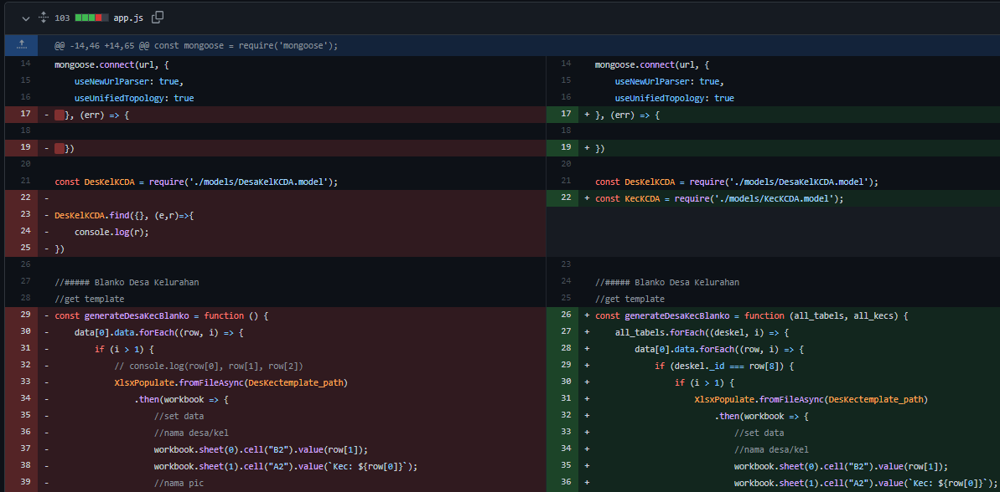 103 app.js
@@ -14,46 +14,65 @@ const mongoose = require('mongoose');
14 mongoose.connect(url, {
15 useNewUrlParser: true,
16 useUnifiedTopology: true
17 - }, (err) => {
18
19 - })
20
21 const DesKelKCDA = require('./models/DesaKelKCDA.model');
22 -
23 - DesKelKCDA.find({}, (e,r)=>{
24 - console.log(r);
25 - })
26
27 //##### Blanko Desa Kelurahan
28 //get template
29 - const generateDesaKecBlanko = function () {
30 - data[0].data.forEach((row, i) => {
31 - if (i > 1) {
32 - // console.log(row[0], row[1], row[2])
33 - XlsxPopulate.fromFileAsync(DesKectemplate_path)
34 - .then(workbook => {
35 - //set data
36 - //nama desa/kel
37 - workbook.sheet(0).cell("B2").value(row[1]);
38 - workbook.sheet(1).cell("A2").value(`Kec: ${row[0]}`);
39 - //nama pic
14 mongoose.connect(url, {
15 useNewUrlParser: true,
16 useUnifiedTopology: true
17 + }, (err) => {
18
19 + })
20
21 const DesKelKCDA = require('./models/DesaKelKCDA.model');
22 + const KecKCDA = require('./models/KecKCDA.model');
23
24 //##### Blanko Desa Kelurahan
25 //get template
26 + const generateDesaKecBlanko = function (all_tabels, all_kecs) {
27 + all_tabels.forEach((deskel, i) => {
28 + data[0].data.forEach((row, i) => {
29 + if (deskel._id === row[8]) {
30 + if (i > 1) {
31 + XlsxPopulate.fromFileAsync(DesKectemplate_path)
32 + .then(workbook => {
33 + //set data
34 + //nama desa/kel
35 + workbook.sheet(0).cell("B2").value(row[1]);
36 + workbook.sheet(1).cell("A2").value(`Kec: ${row[0]}`);